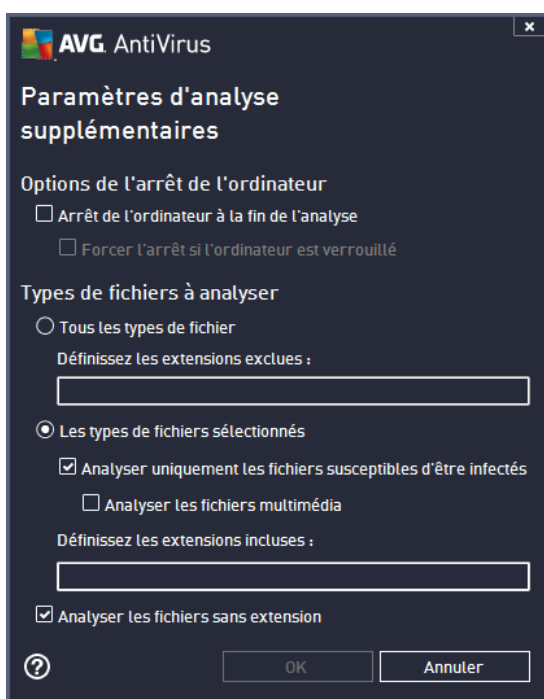 AVG AntiVirus
Paramètres d'analyse
supplémentaires
Options de l'arrêt de l'ordinateur
Arrêt de l'ordinateur à la fin de l'analyse
Forcer l'arrêt si l'ordinateur est verrouillé
Types de fichiers à analyser
Tous les types de fichier
Définissez les extensions exclues :
Les types de fichiers sélectionnés
Analyser uniquement les fichiers susceptibles d'être infectés
Analyser les fichiers multimédia
Définissez les extensions incluses :
Analyser les fichiers sans extension
OK
Annuler